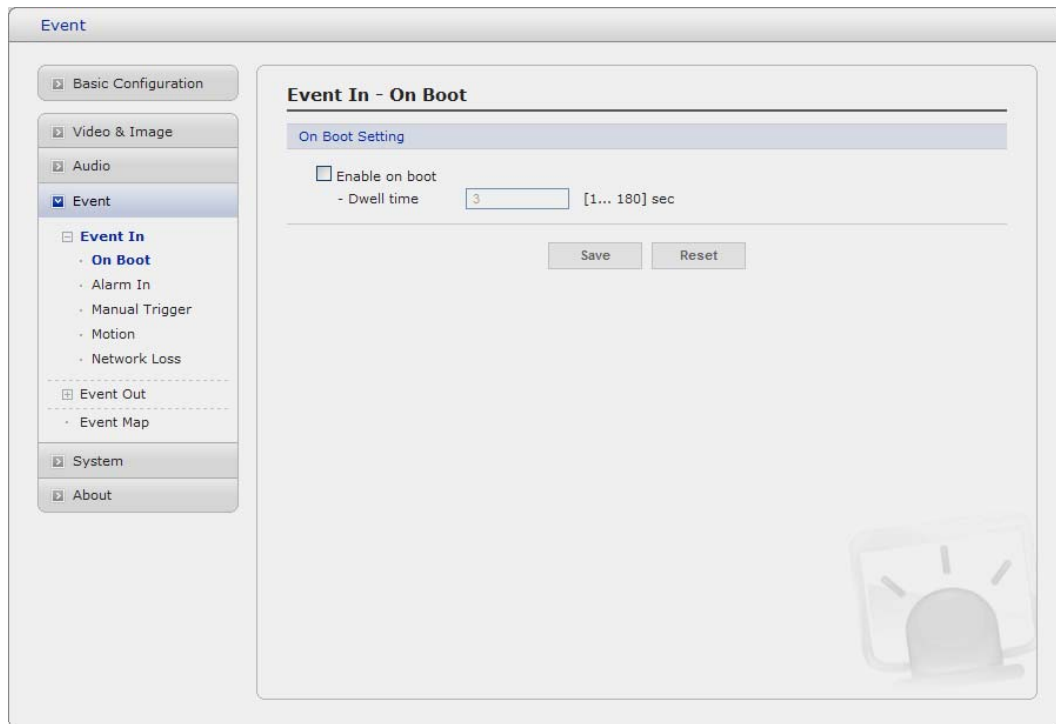 Event
Basic Configuration
Video & Image
Audio
Event
Event In
On Boot
Alarm In
Manual Trigger
Motion
Network Loss
Event Out
Event Map
System
About
Event In - On Boot
On Boot Setting
Enable on boot
- Dwell time 3 [1... 180] sec
Save Reset